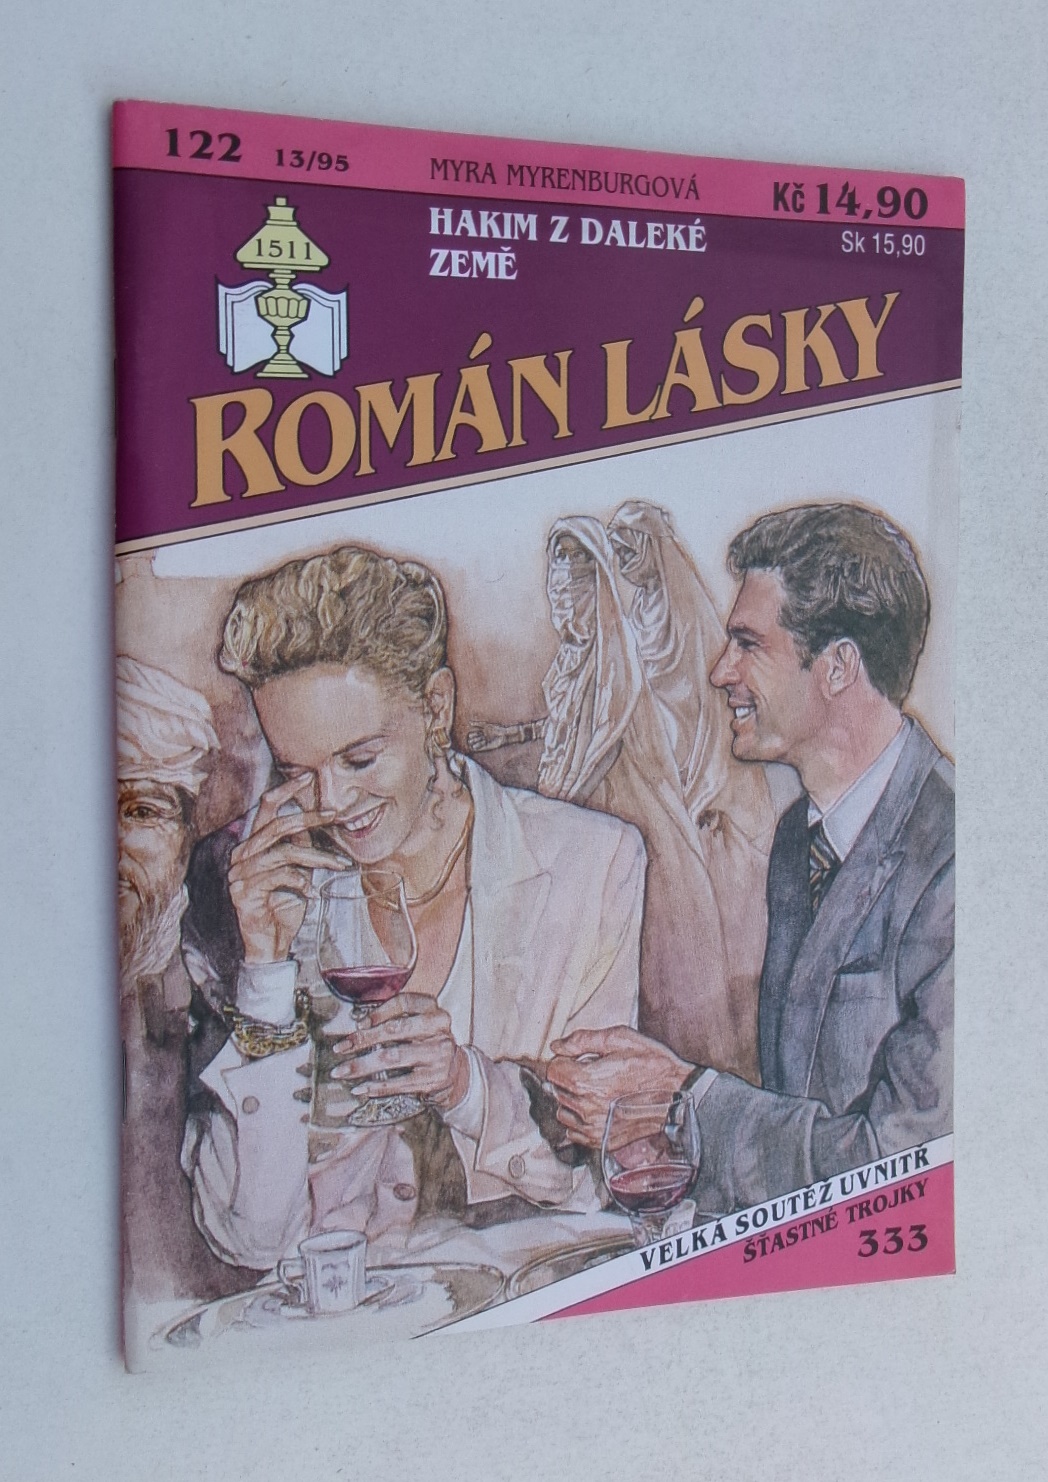 122 13/95 MYRA MYRENBURGOVÁ Kč 14,90
Sk 15,90
HAKIM Z DALEKÉ
ZEMĚ
1511
ROMÁN LÁSKY
VELKÁ SOUTĚŽ UVNITŘ
ŠŤASTNÉ TROJKY
333